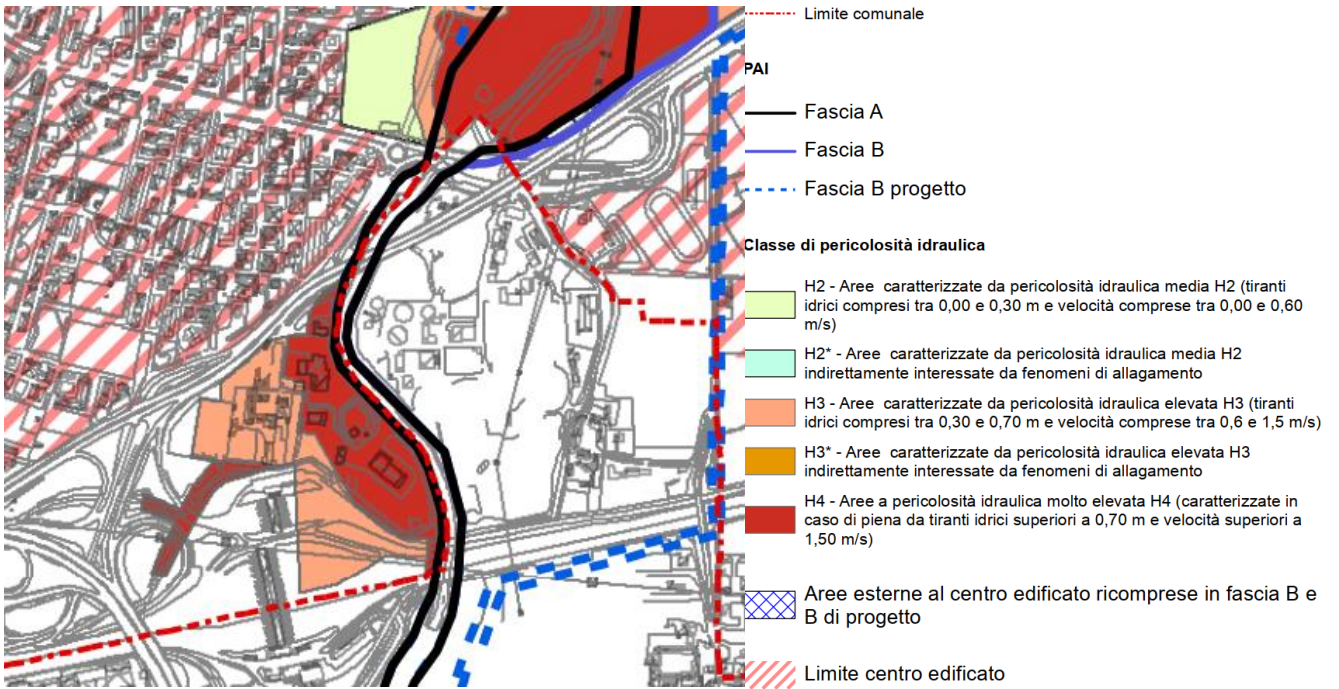 Limite comunale
PAI
Fascia A
Fascia B
Fascia B progetto
Classe di pericolosità idraulica
H2 - Aree caratterizzate da pericolosità idraulica media H2 (tiranti
idrici compresi tra 0,00 e 0,30 m e velocità comprese tra 0,00 e 0,60
m/s)
H2* - Aree caratterizzate da pericolosità idraulica media H2
indirettamente interessate da fenomeni di allagamento
H3 - Aree caratterizzate da pericolosità idraulica elevata H3 (tiranti
idrici compresi tra 0,30 e 0,70 m e velocità comprese tra 0,6 e 1,5 m/s)
H3* - Aree caratterizzate da pericolosità idraulica elevata H3
indirettamente interessate da fenomeni di allagamento
H4 - Aree a pericolosità idraulica molto elevata H4 (caratterizzate in
caso di piena da tiranti idrici superiori a 0,70 m e velocità superiori a
1,50 m/s)
Aree esterne al centro edificato ricomprese in fascia B e
B di progetto
Limite centro edificato